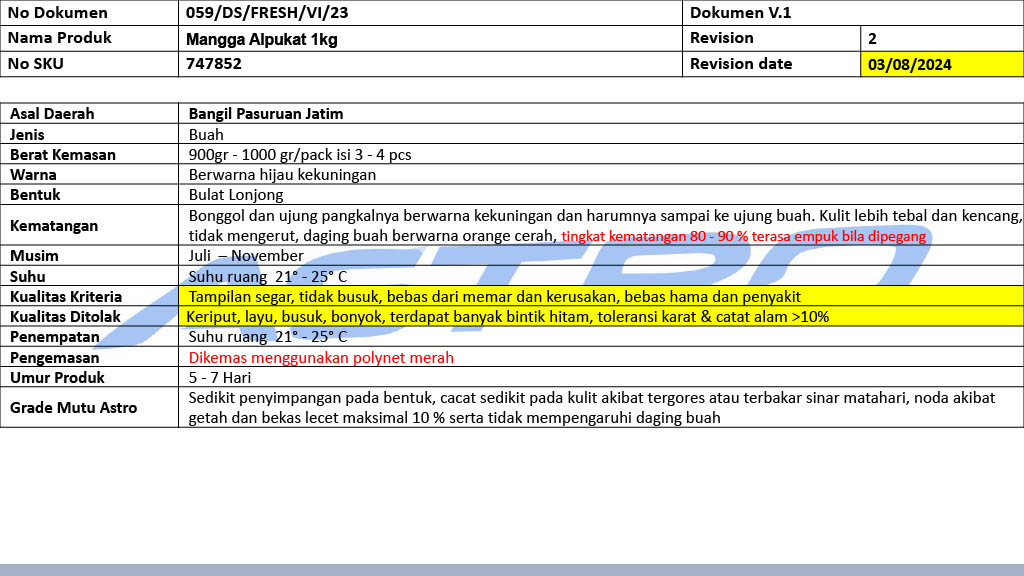 No Dokumen 059/DS/FRESH/VI/23 Dokumen V.1
Nama Produk Mangga Alpukat 1kg Revision 2
No SKU 747852 Revision date 03/08/2024
Asal Daerah Bangil Pasuruan Jatim
Jenis Buah
Berat Kemasan 900gr - 1000 gr/pack isi 3 - 4 pcs
Warna Berwarna hijau kekuningan
Bentuk Bulat Lonjong
Kematangan Bonggol dan ujung pangkalnya berwarna kekuningan dan harumnya sampai ke ujung buah. Kulit lebih tebal dan kencang,
tidak mengerut, daging buah berwarna orange cerah, tingkat kematangan 80 - 90 % terasa empuk bila dipegang
Musim Juli – November
Suhu Suhu ruang 21° - 25° C
Kualitas Kriteria Tampilan segar, tidak busuk, bebas dari memar dan kerusakan, bebas hama dan penyakit
Kualitas Ditolak Keriput, layu, busuk, bonyok, terdapat banyak bintik hitam, toleransi karat & catat alam >10%
Penempatan Suhu ruang 21° - 25° C
Pengemasan Dikemas menggunakan polynet merah
Umur Produk 5 - 7 Hari
Grade Mutu Astro Sedikit penyimpangan pada bentuk, cacat sedikit pada kulit akibat tergores atau terbakar sinar matahari, noda akibat
getah dan bekas lecet maksimal 10 % serta tidak mempengaruhi daging buah
ASTRO